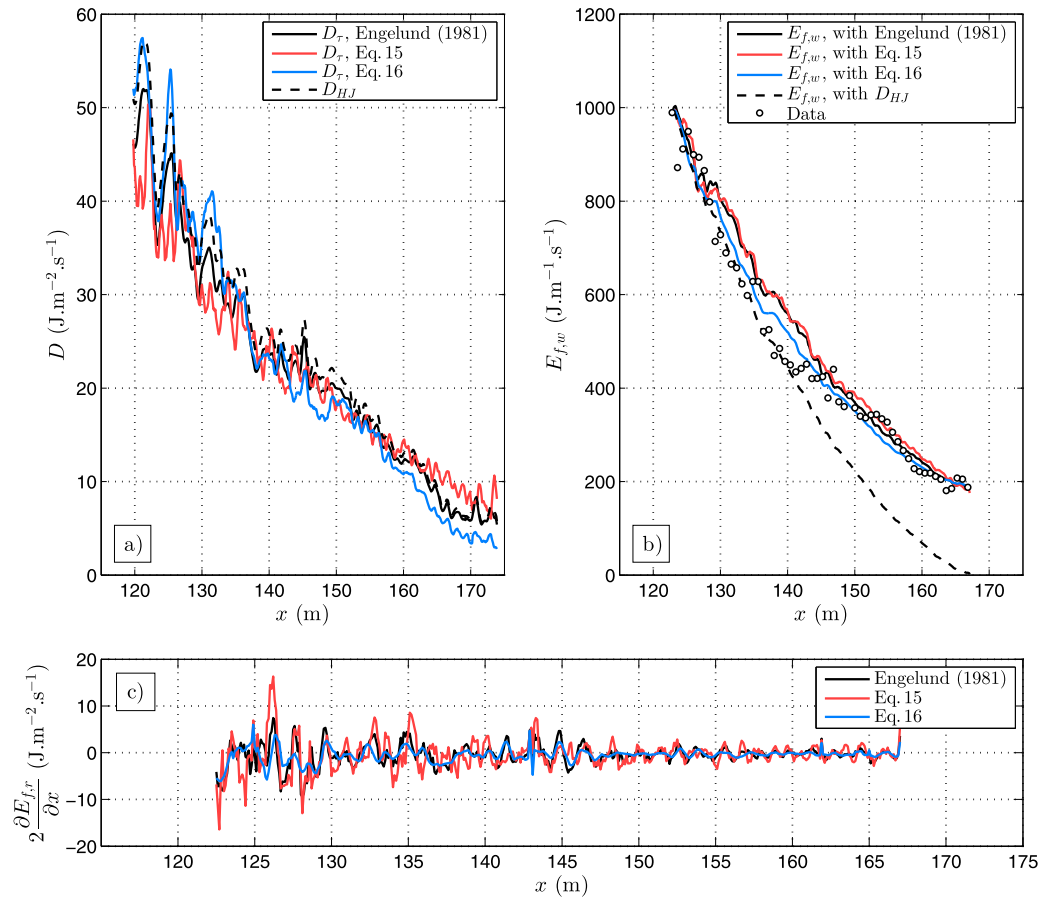 60
50
40
30
20
10
0
D (J.m⁻².s⁻¹)
D_τ, Engelund (1981)
D_τ, Eq. 15
D_τ, Eq. 16
D_HJ
a)
120 130 140 150 160 170
x (m)
1200
1000
800
600
400
200
0
E_f,w (J.m⁻¹.s⁻¹)
E_f,w, with Engelund (1981)
E_f,w, with Eq. 15
E_f,w, with Eq. 16
E_f,w, with D_HJ
Data
b)
120 130 140 150 160 170
x (m)
20
10
0
−10
−20
2 ∂E_f,r/∂x (J.m⁻².s⁻¹)
c)
Engelund (1981)
Eq. 15
Eq. 16
120 125 130 135 140 145 150 155 160 165 170 175
x (m)